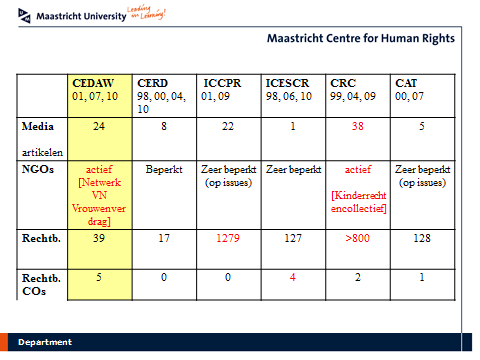 Maastricht University
Leading in Learning!
Maastricht Centre for Human Rights
CEDAW CERD ICCPR ICESCR CRC CAT
01, 07, 10 98, 00, 04, 10 01, 09 98, 06, 10 99, 04, 09 00, 07
Media artikelen 24 8 22 1 38 5
NGOs actief [Netwerk VN Vrouwenverdrag] Beperkt Zeer beperkt (op issues) Zeer beperkt actief [Kinderrechtencollectief] Zeer beperkt (op issues)
Rechtb. 39 17 1279 127 >800 128
Rechtb. COs 5 0 0 4 2 1
Department